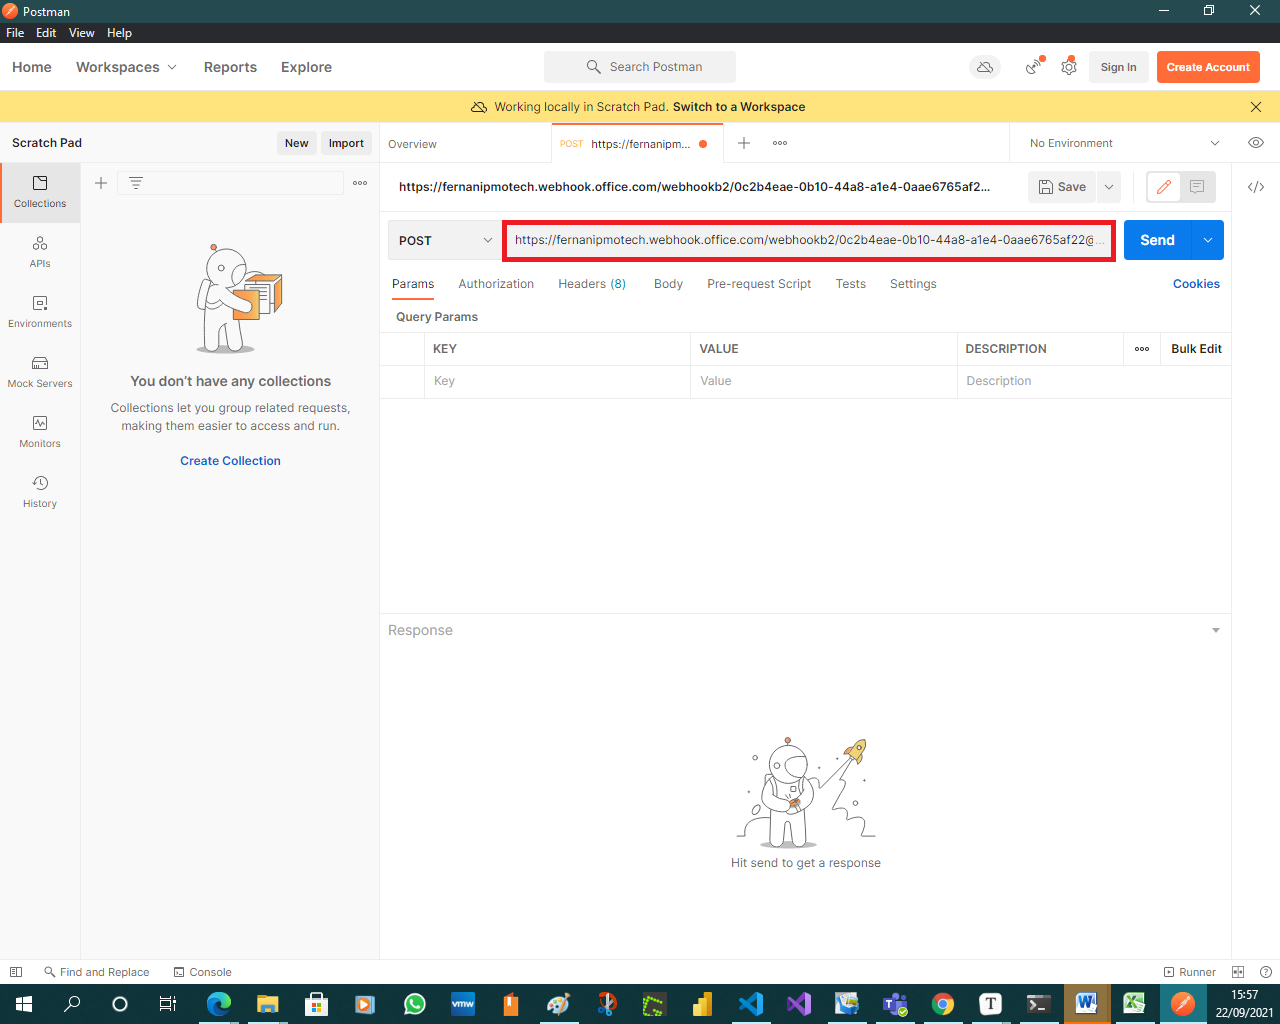 Postman
File Edit View Help
Home Workspaces Reports Explore Search Postman Sign In Create Account
Working locally in Scratch Pad. Switch to a Workspace
Scratch Pad New Import Overview POST https://fernanipm... No Environment
https://fernanipmotech.webhook.office.com/webhookb2/0c2b4eae-0b10-44a8-a1e4-0aae6765af2... Save
Collections
POST https://fernanipmotech.webhook.office.com/webhookb2/0c2b4eae-0b10-44a8-a1e4-0aae6765af22@... Send
APIs
Params Authorization Headers (8) Body Pre-request Script Tests Settings Cookies
Environments
Query Params
KEY VALUE DESCRIPTION Bulk Edit
Mock Servers
Key Value Description
You don't have any collections
Collections let you group related requests,
making them easier to access and run.
Monitors
Create Collection
History
Response
Hit send to get a response
Find and Replace Console Runner
vmw T W X
15:57
22/09/2021